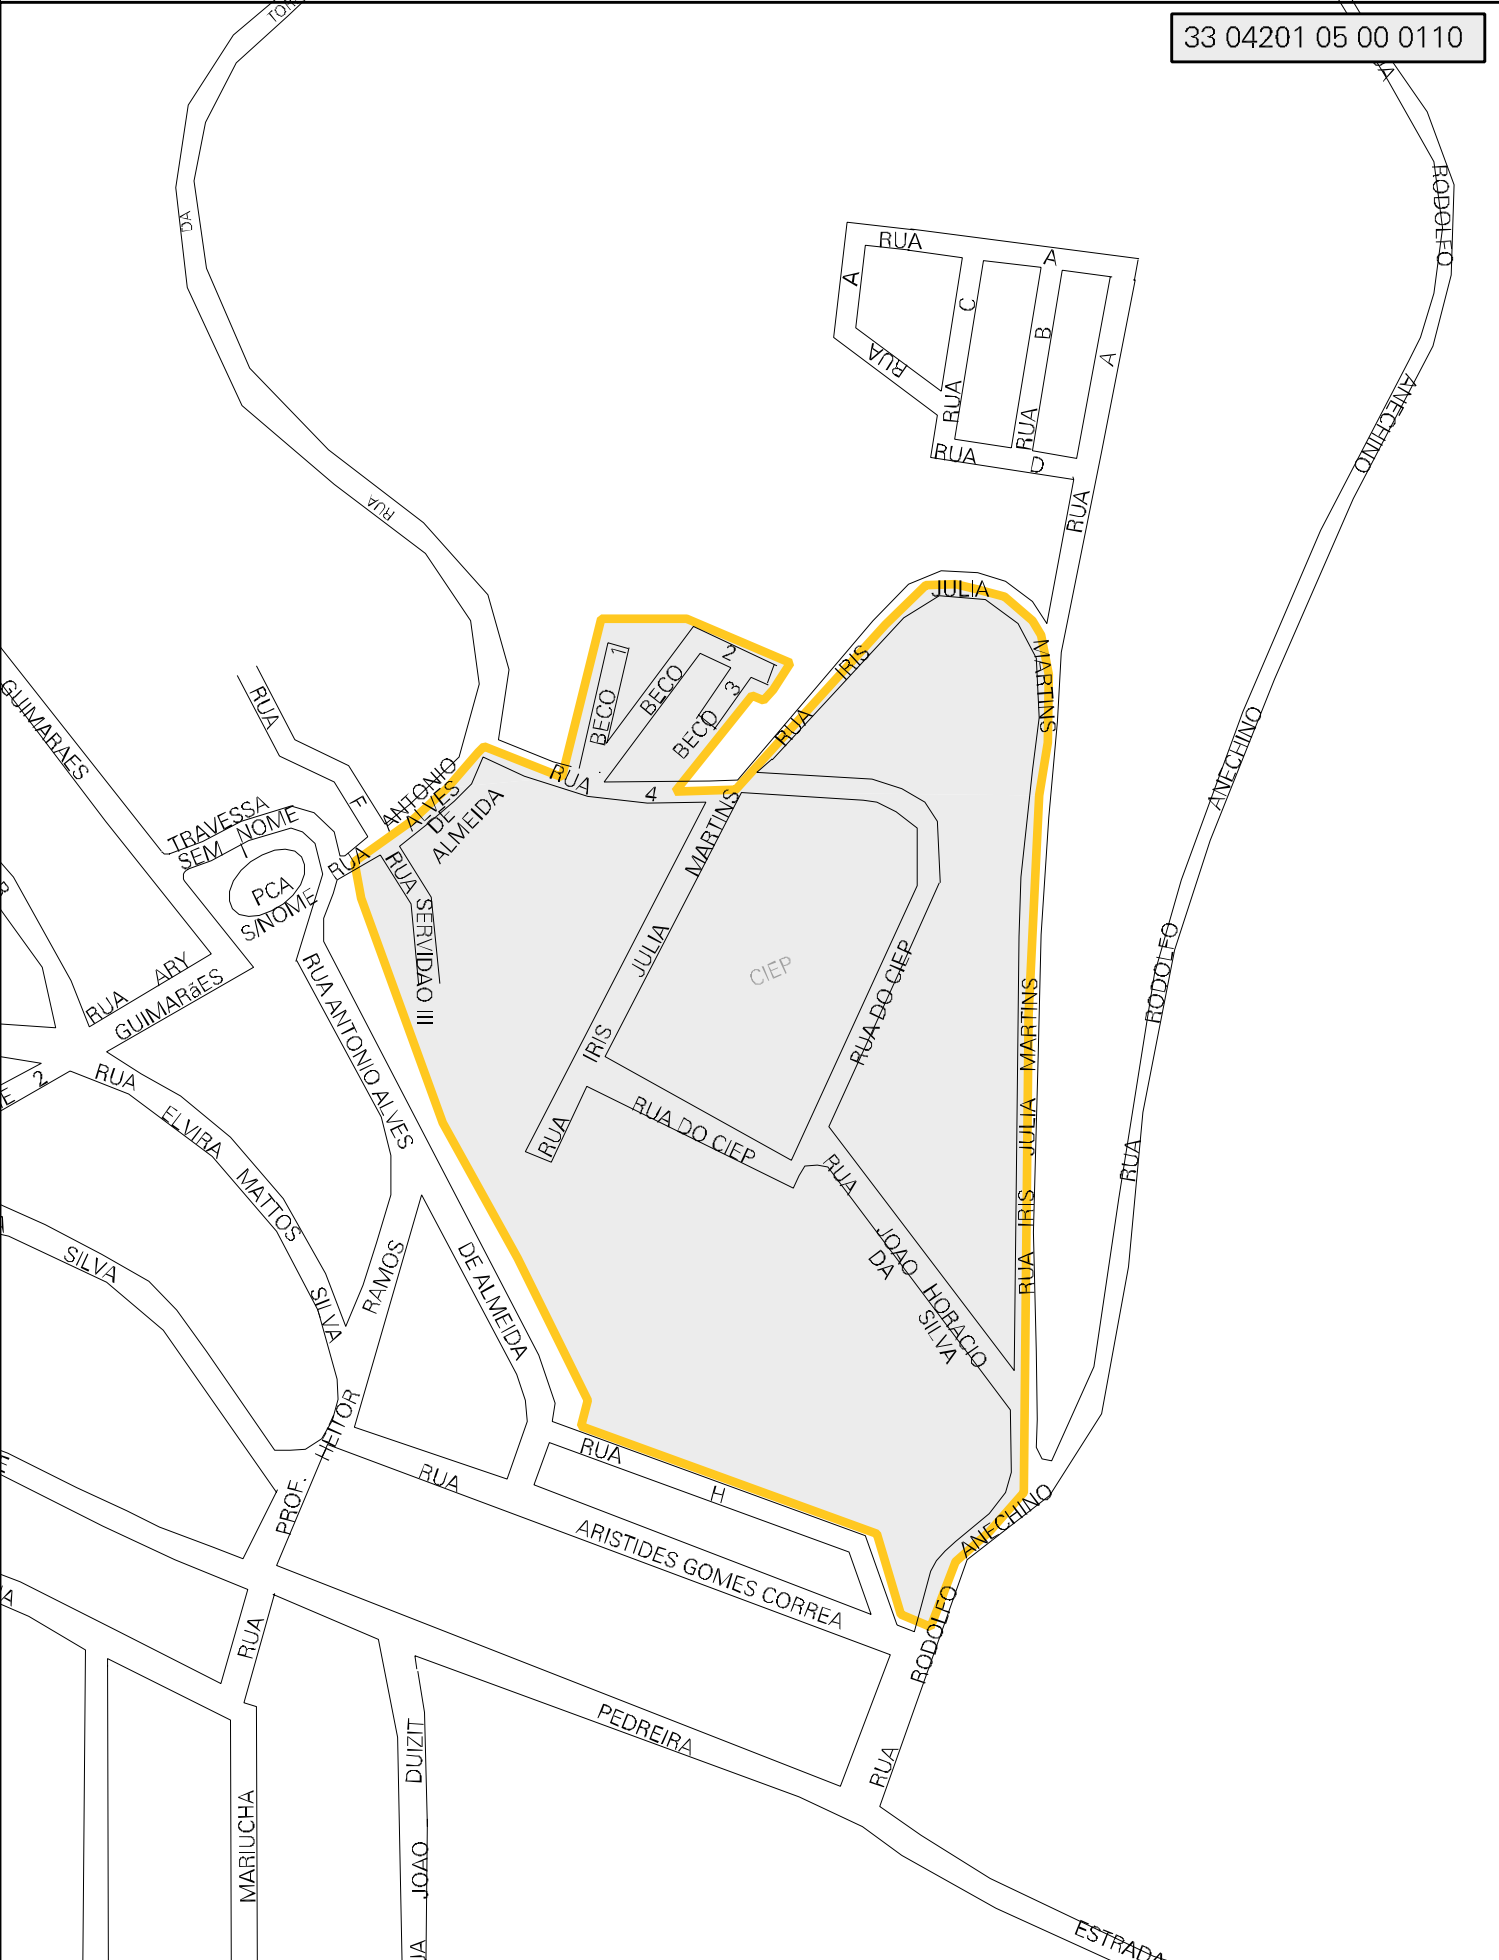 33 04201 05 00 0110
DA
RUA
RODOLFO
ANECHINO
ANECHINO
RODOLFO
RUA
RUA
A
A
RUA
C
RUA
B
RUA
A
RUA
D
RUA
JULIA
IRIS
RUA
MARTINS
BECO
1
BECO
2
BECO
3
RUA
4
GUIMARAES
RUA
F
TRAVESSA
SEM NOME
I
PCA
S/NOME
RUA
ANTONIO
ALVES
DE
ALMEIDA
RUA
SERVIDAO III
RUA ARY
GUIMARãES
MARTINS
JULIA
IRIS
RUA
CIEP
RUA DO CIEP
RUA DO CIEP
RUA IRIS JULIA MARTINS
RUA ANTONIO ALVES
DE ALMEIDA
E 2
RUA
ELVIRA
MATTOS
SILVA
SILVA
RAMOS
HEITOR
PROF.
RUA
RUA
JOAO HORACIO
DA
SILVA
RUA
H
RUA
ARISTIDES GOMES CORREA
ANECHINO
RODOLFO
RUA
PEDREIRA
ESTRADA
MARIUCHA
DUIZIT
JOAO